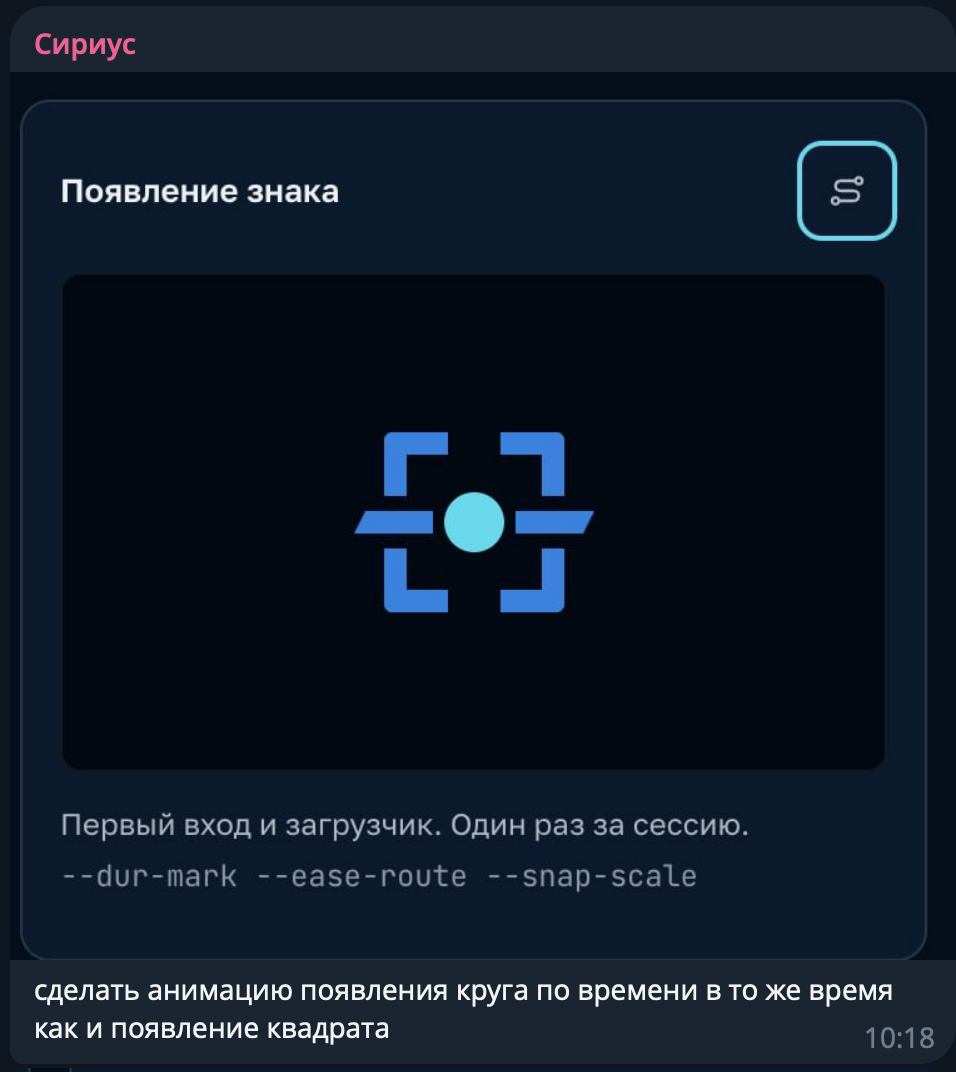 Сириус
Появление знака
Первый вход и загрузчик. Один раз за сессию.
--dur-mark --ease-route --snap-scale
сделать анимацию появления круга по времени в то же время
как и появление квадрата
10:18